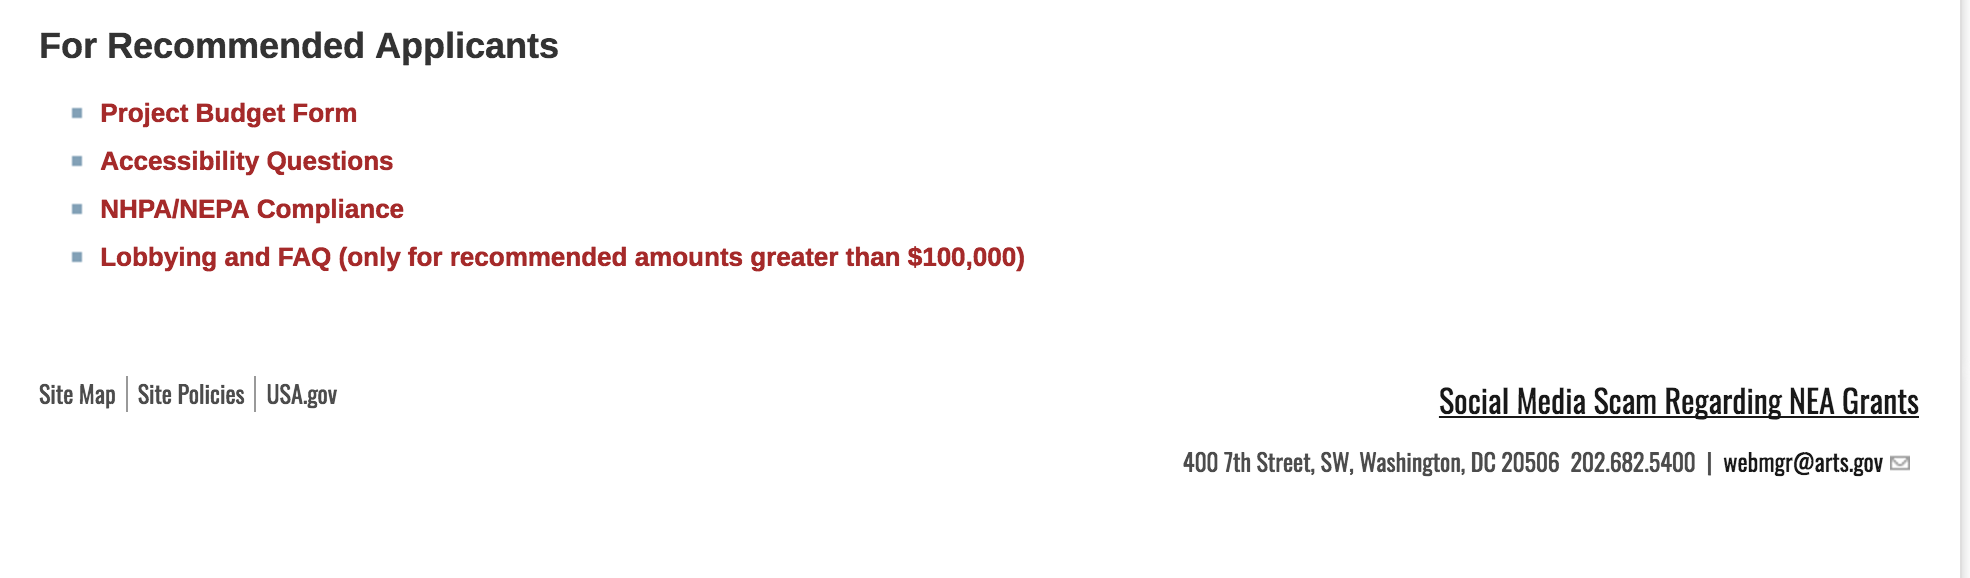 For Recommended Applicants
Project Budget Form
Accessibility Questions
NHPA/NEPA Compliance
Lobbying and FAQ (only for recommended amounts greater than $100,000)
Site Map | Site Policies | USA.gov
Social Media Scam Regarding NEA Grants
400 7th Street, SW, Washington, DC 20506 202.682.5400 | webmgr@arts.gov